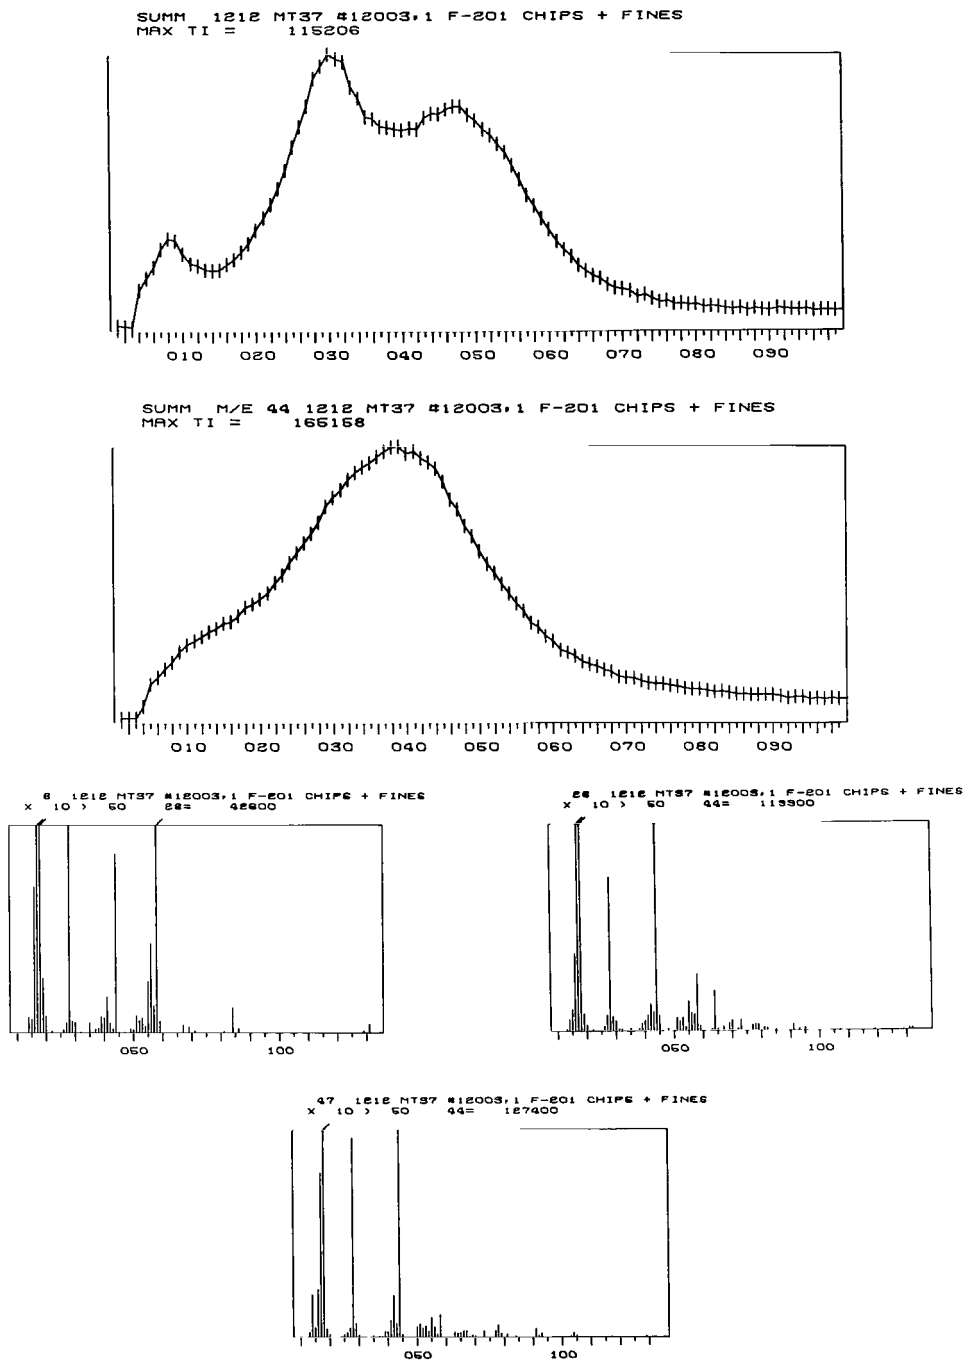 SUMM 1212 MT37 #12003,1 F-201 CHIPS + FINES
MAX TI = 115206
010 020 030 040 050 060 070 080 090
SUMM M/E 44 1212 MT37 #12003,1 F-201 CHIPS + FINES
MAX TI = 165158
010 020 030 040 050 060 070 080 090
6 1212 MT37 #12003,1 F-201 CHIPS + FINES
X 10 > 50 28= 42600
050 100
26 1212 MT37 #12003,1 F-201 CHIPS + FINES
X 10 > 50 44= 113900
050 100
47 1212 MT37 #12003,1 F-201 CHIPS + FINES
X 10 > 50 44= 127400
050 100